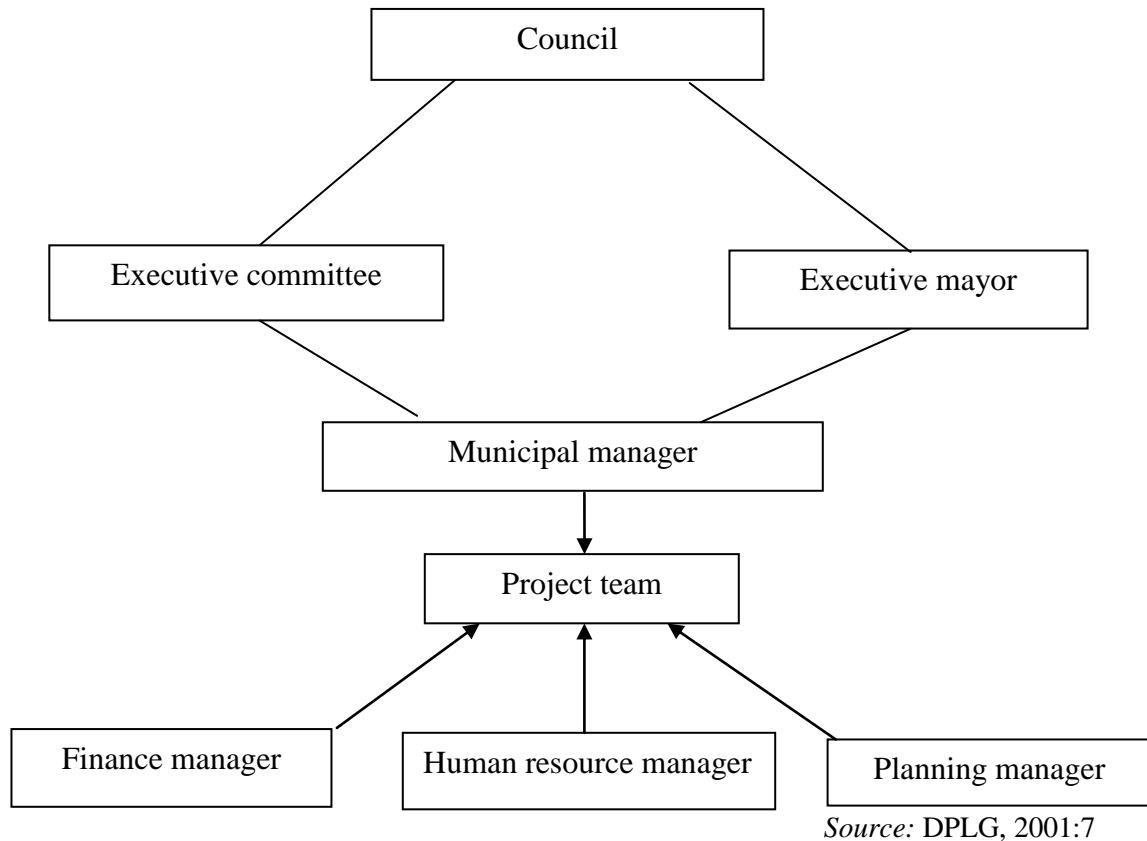 Council
Executive committee
Executive mayor
Municipal manager
Project team
Finance manager
Human resource manager
Planning manager
Source: DPLG, 2001:7